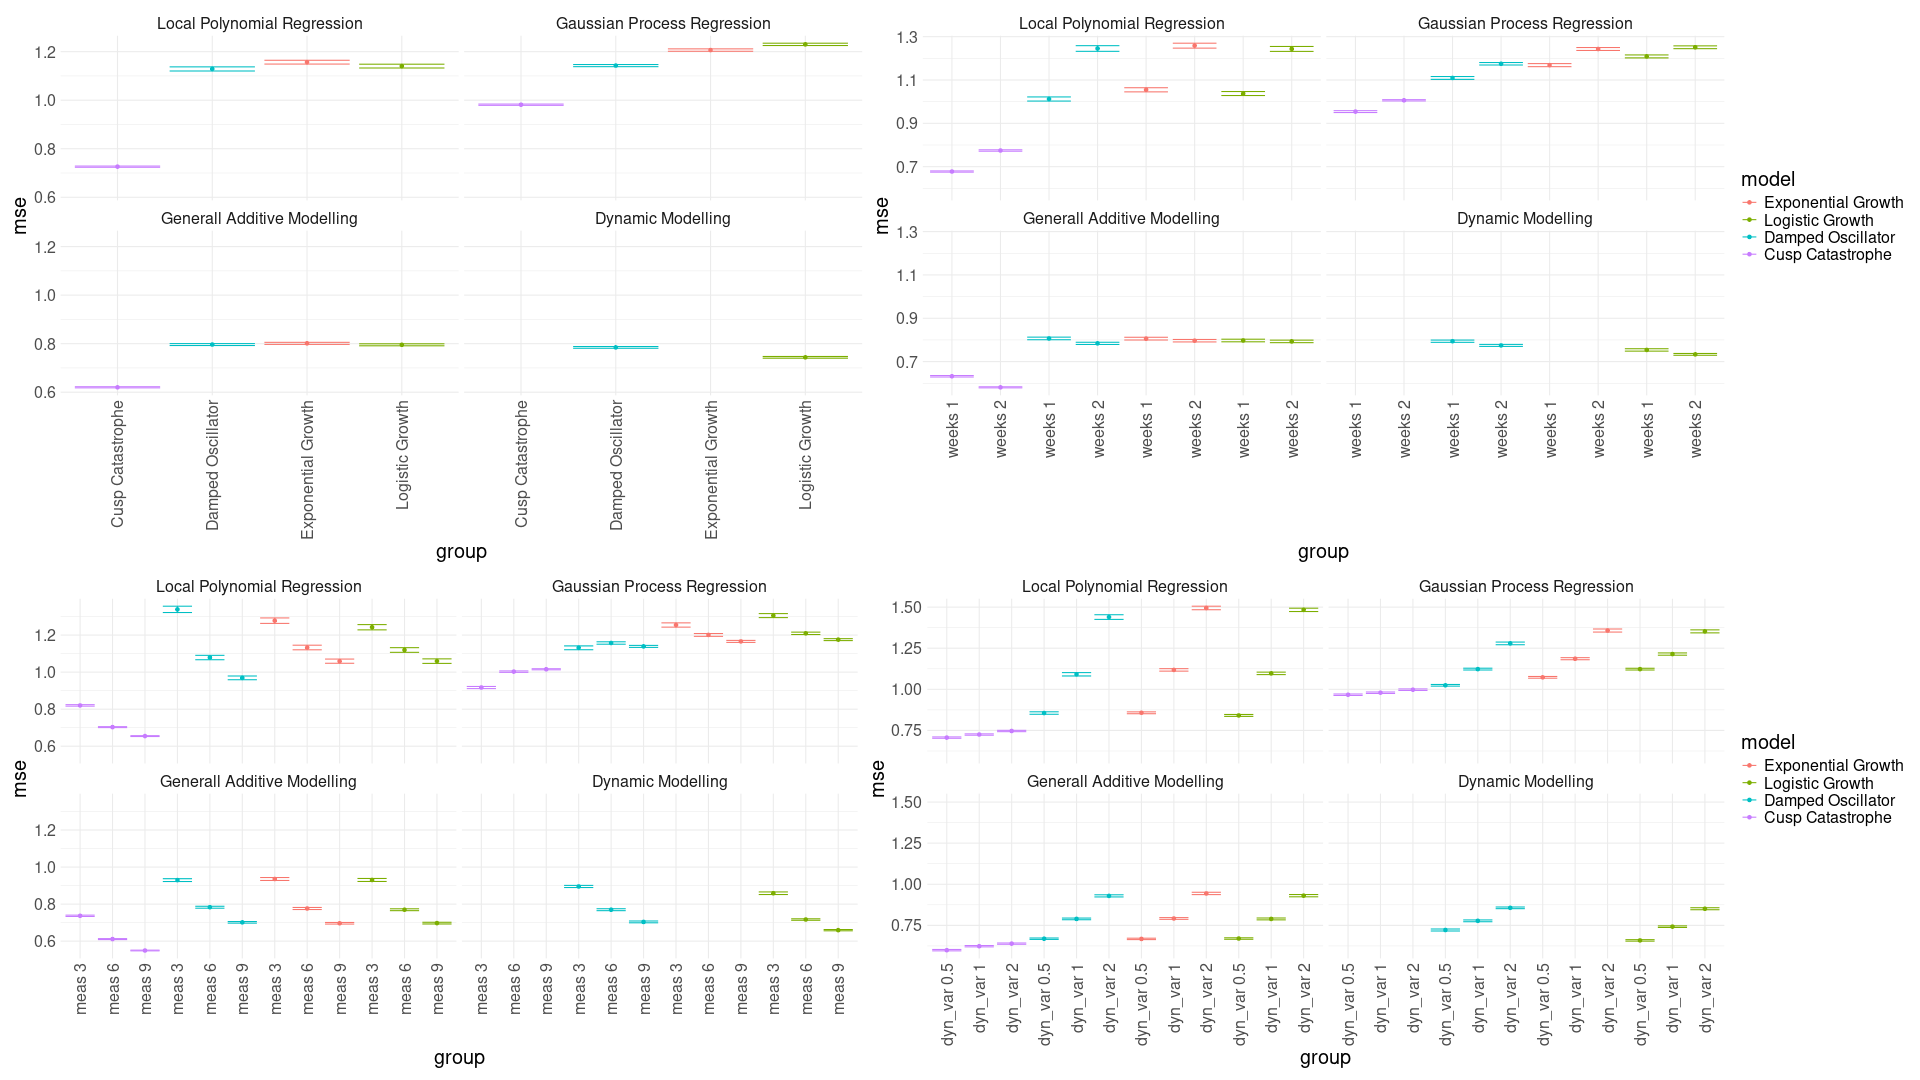 Local Polynomial Regression
Gaussian Process Regression
1.2
1.0
0.8
0.6
Generall Additive Modelling
Dynamic Modelling
1.2
1.0
0.8
0.6
mse
Cusp Catastrophe
Damped Oscillator
Exponential Growth
Logistic Growth
Cusp Catastrophe
Damped Oscillator
Exponential Growth
Logistic Growth
group
Local Polynomial Regression
Gaussian Process Regression
1.3
1.1
0.9
0.7
Generall Additive Modelling
Dynamic Modelling
1.3
1.1
0.9
0.7
mse
weeks 1
weeks 2
weeks 1
weeks 2
weeks 1
weeks 2
weeks 1
weeks 2
weeks 1
weeks 2
weeks 1
weeks 2
weeks 1
weeks 2
weeks 1
weeks 2
group
model
Exponential Growth
Logistic Growth
Damped Oscillator
Cusp Catastrophe
Local Polynomial Regression
Gaussian Process Regression
1.2
1.0
0.8
0.6
Generall Additive Modelling
Dynamic Modelling
1.2
1.0
0.8
0.6
mse
meas 3
meas 6
meas 9
meas 3
meas 6
meas 9
meas 3
meas 6
meas 9
meas 3
meas 6
meas 9
meas 3
meas 6
meas 9
meas 3
meas 6
meas 9
meas 3
meas 6
meas 9
meas 3
meas 6
meas 9
group
Local Polynomial Regression
Gaussian Process Regression
1.50
1.25
1.00
0.75
Generall Additive Modelling
Dynamic Modelling
1.50
1.25
1.00
0.75
mse
dyn_var 0.5
dyn_var 1
dyn_var 2
dyn_var 0.5
dyn_var 1
dyn_var 2
dyn_var 0.5
dyn_var 1
dyn_var 2
dyn_var 0.5
dyn_var 1
dyn_var 2
dyn_var 0.5
dyn_var 1
dyn_var 2
dyn_var 0.5
dyn_var 1
dyn_var 2
dyn_var 0.5
dyn_var 1
dyn_var 2
dyn_var 0.5
dyn_var 1
dyn_var 2
group
model
Exponential Growth
Logistic Growth
Damped Oscillator
Cusp Catastrophe